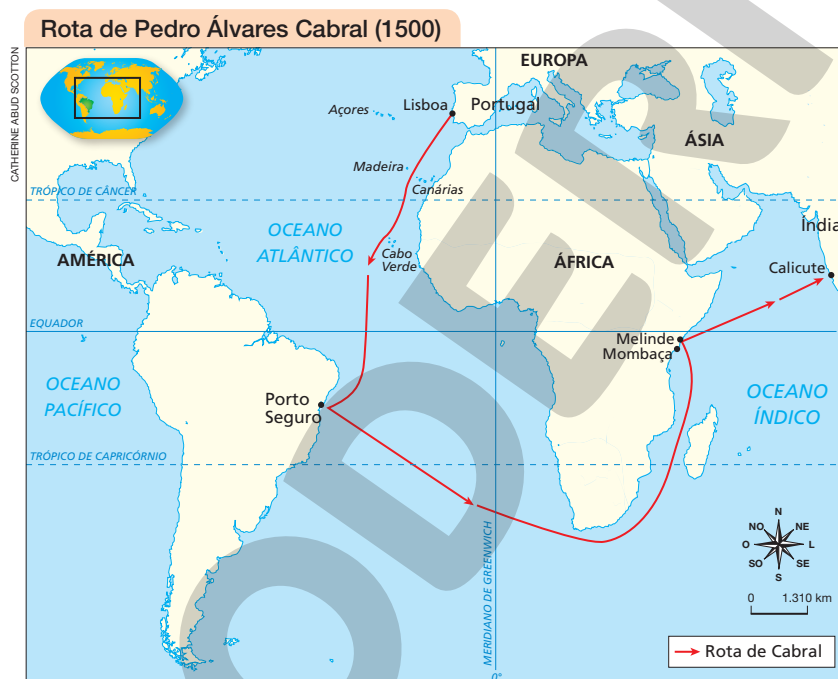 Rota de Pedro Álvares Cabral (1500)
CATHERINE ABUD SCOTTON
EUROPA
Lisboa
Portugal
Açores
ÁSIA
Madeira
Canárias
TRÓPICO DE CÂNCER
OCEANO
ATLÂNTICO
Cabo
Verde
Índia
AMÉRICA
ÁFRICA
Calicute
EQUADOR
Melinde
Mombaça
OCEANO
PACÍFICO
Porto
Seguro
OCEANO
ÍNDICO
TRÓPICO DE CAPRICÓRNIO
MERIDIANO DE GREENWICH
N
NO
NE
O
L
SO
SE
S
0 1.310 km
Rota de Cabral
0°
ODER